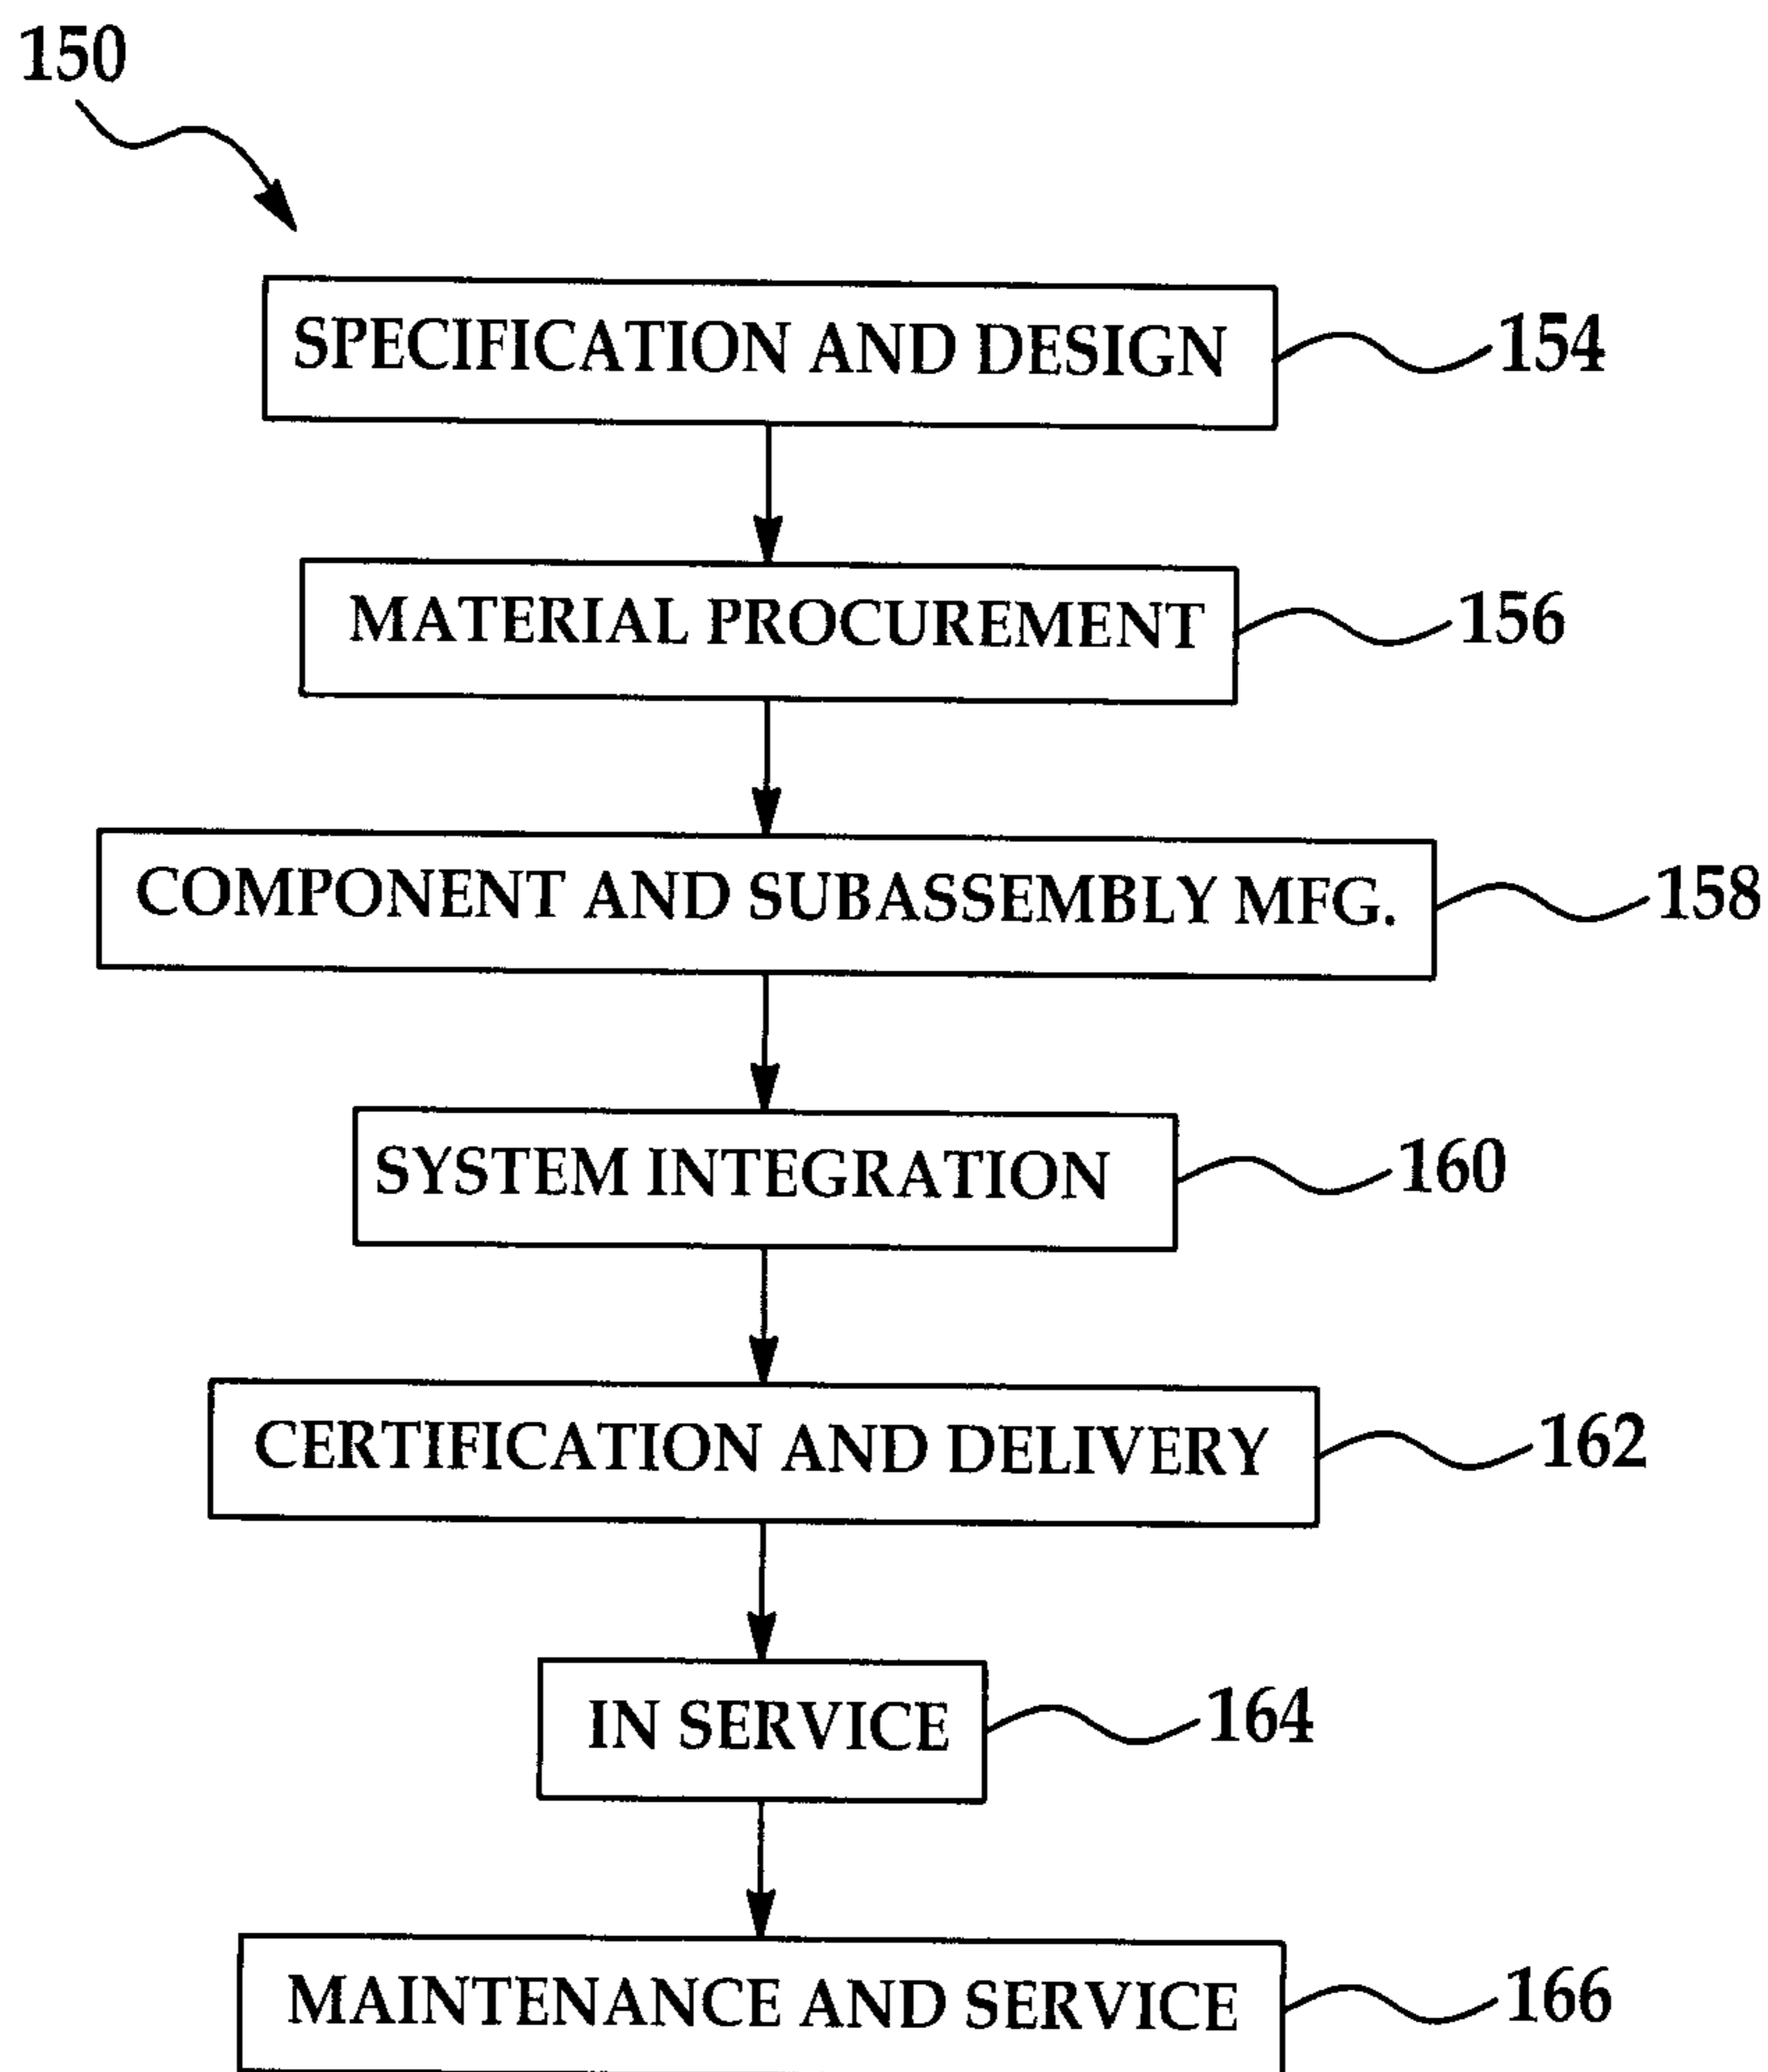 150
SPECIFICATION AND DESIGN 154
MATERIAL PROCUREMENT 156
COMPONENT AND SUBASSEMBLY MFG. 158
SYSTEM INTEGRATION 160
CERTIFICATION AND DELIVERY 162
IN SERVICE 164
MAINTENANCE AND SERVICE 166